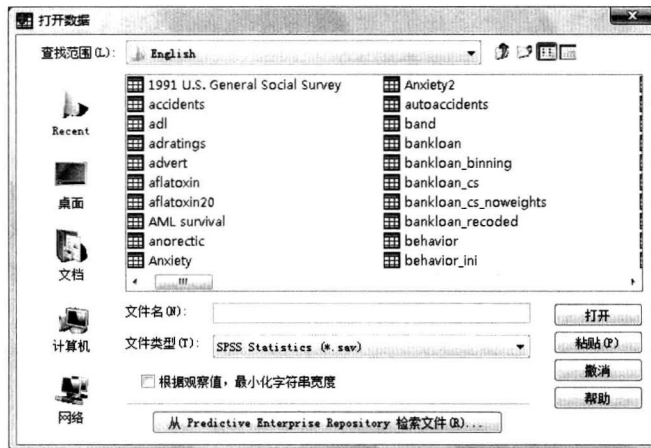 打开数据
查找范围(L):
English
Recent
桌面
文档
计算机
网络
1991 U.S. General Social Survey
accidents
adl
adratings
advert
aflatoxin
aflatoxin20
AML survival
anorectic
Anxiety
Anxiety2
autoaccidents
band
bankloan
bankloan_binning
bankloan_cs
bankloan_cs_noweights
bankloan_recoded
behavior
behavior_ini
文件名(N):
文件类型(T):
SPSS Statistics (*.sav)
根据观察值，最小化字符串宽度
打开
粘贴(P)
撤消
帮助
从 Predictive Enterprise Repository 检索文件(R)...